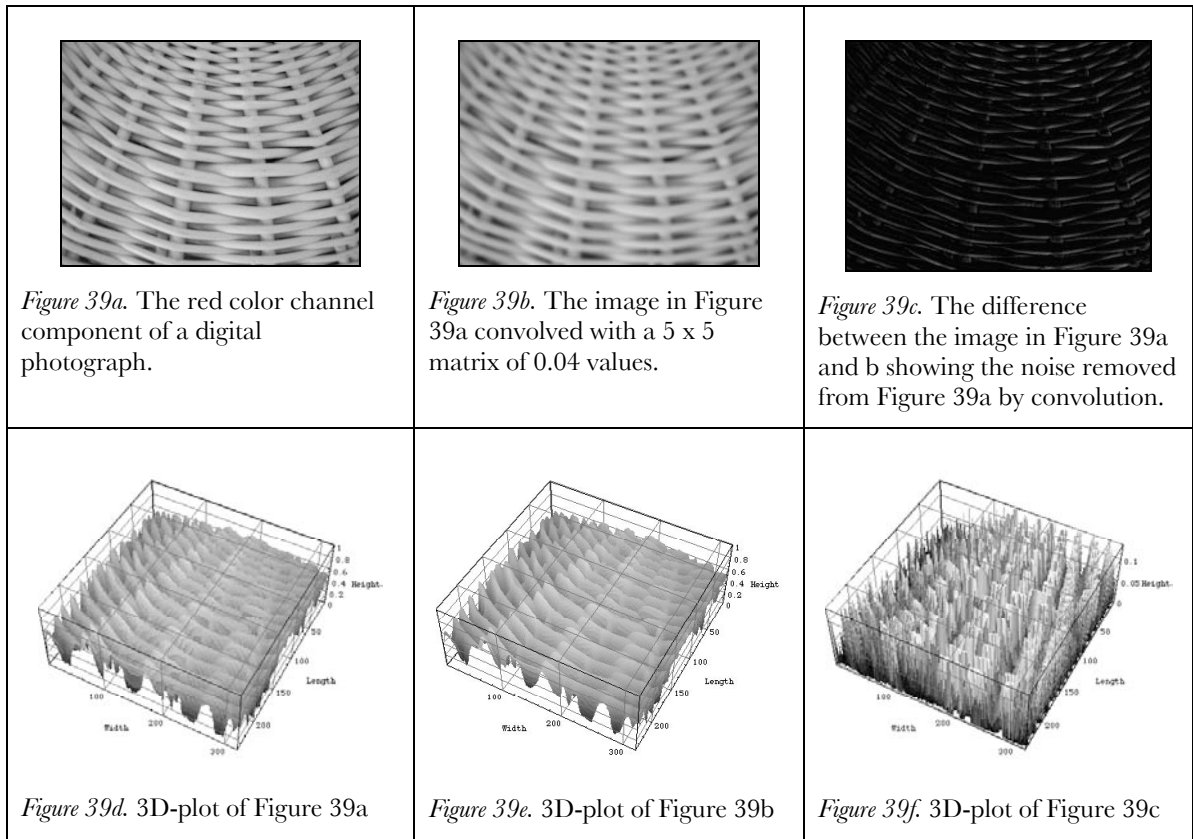 Figure 39a. The red color channel
component of a digital
photograph.
Figure 39b. The image in Figure
39a convolved with a 5 x 5
matrix of 0.04 values.
Figure 39c. The difference
between the image in Figure 39a
and b showing the noise removed
from Figure 39a by convolution.
1
0.8
0.6
0.4 Height
0.2
0
50
100
Length
150
200
100
Width
200
300
Figure 39d. 3D-plot of Figure 39a
1
0.8
0.6
0.4 Height
0.2
0
50
100
Length
150
200
100
Width
200
300
Figure 39e. 3D-plot of Figure 39b
0.1
0.05 Height
0
50
100
Length
150
200
100
Width
200
300
Figure 39f. 3D-plot of Figure 39c